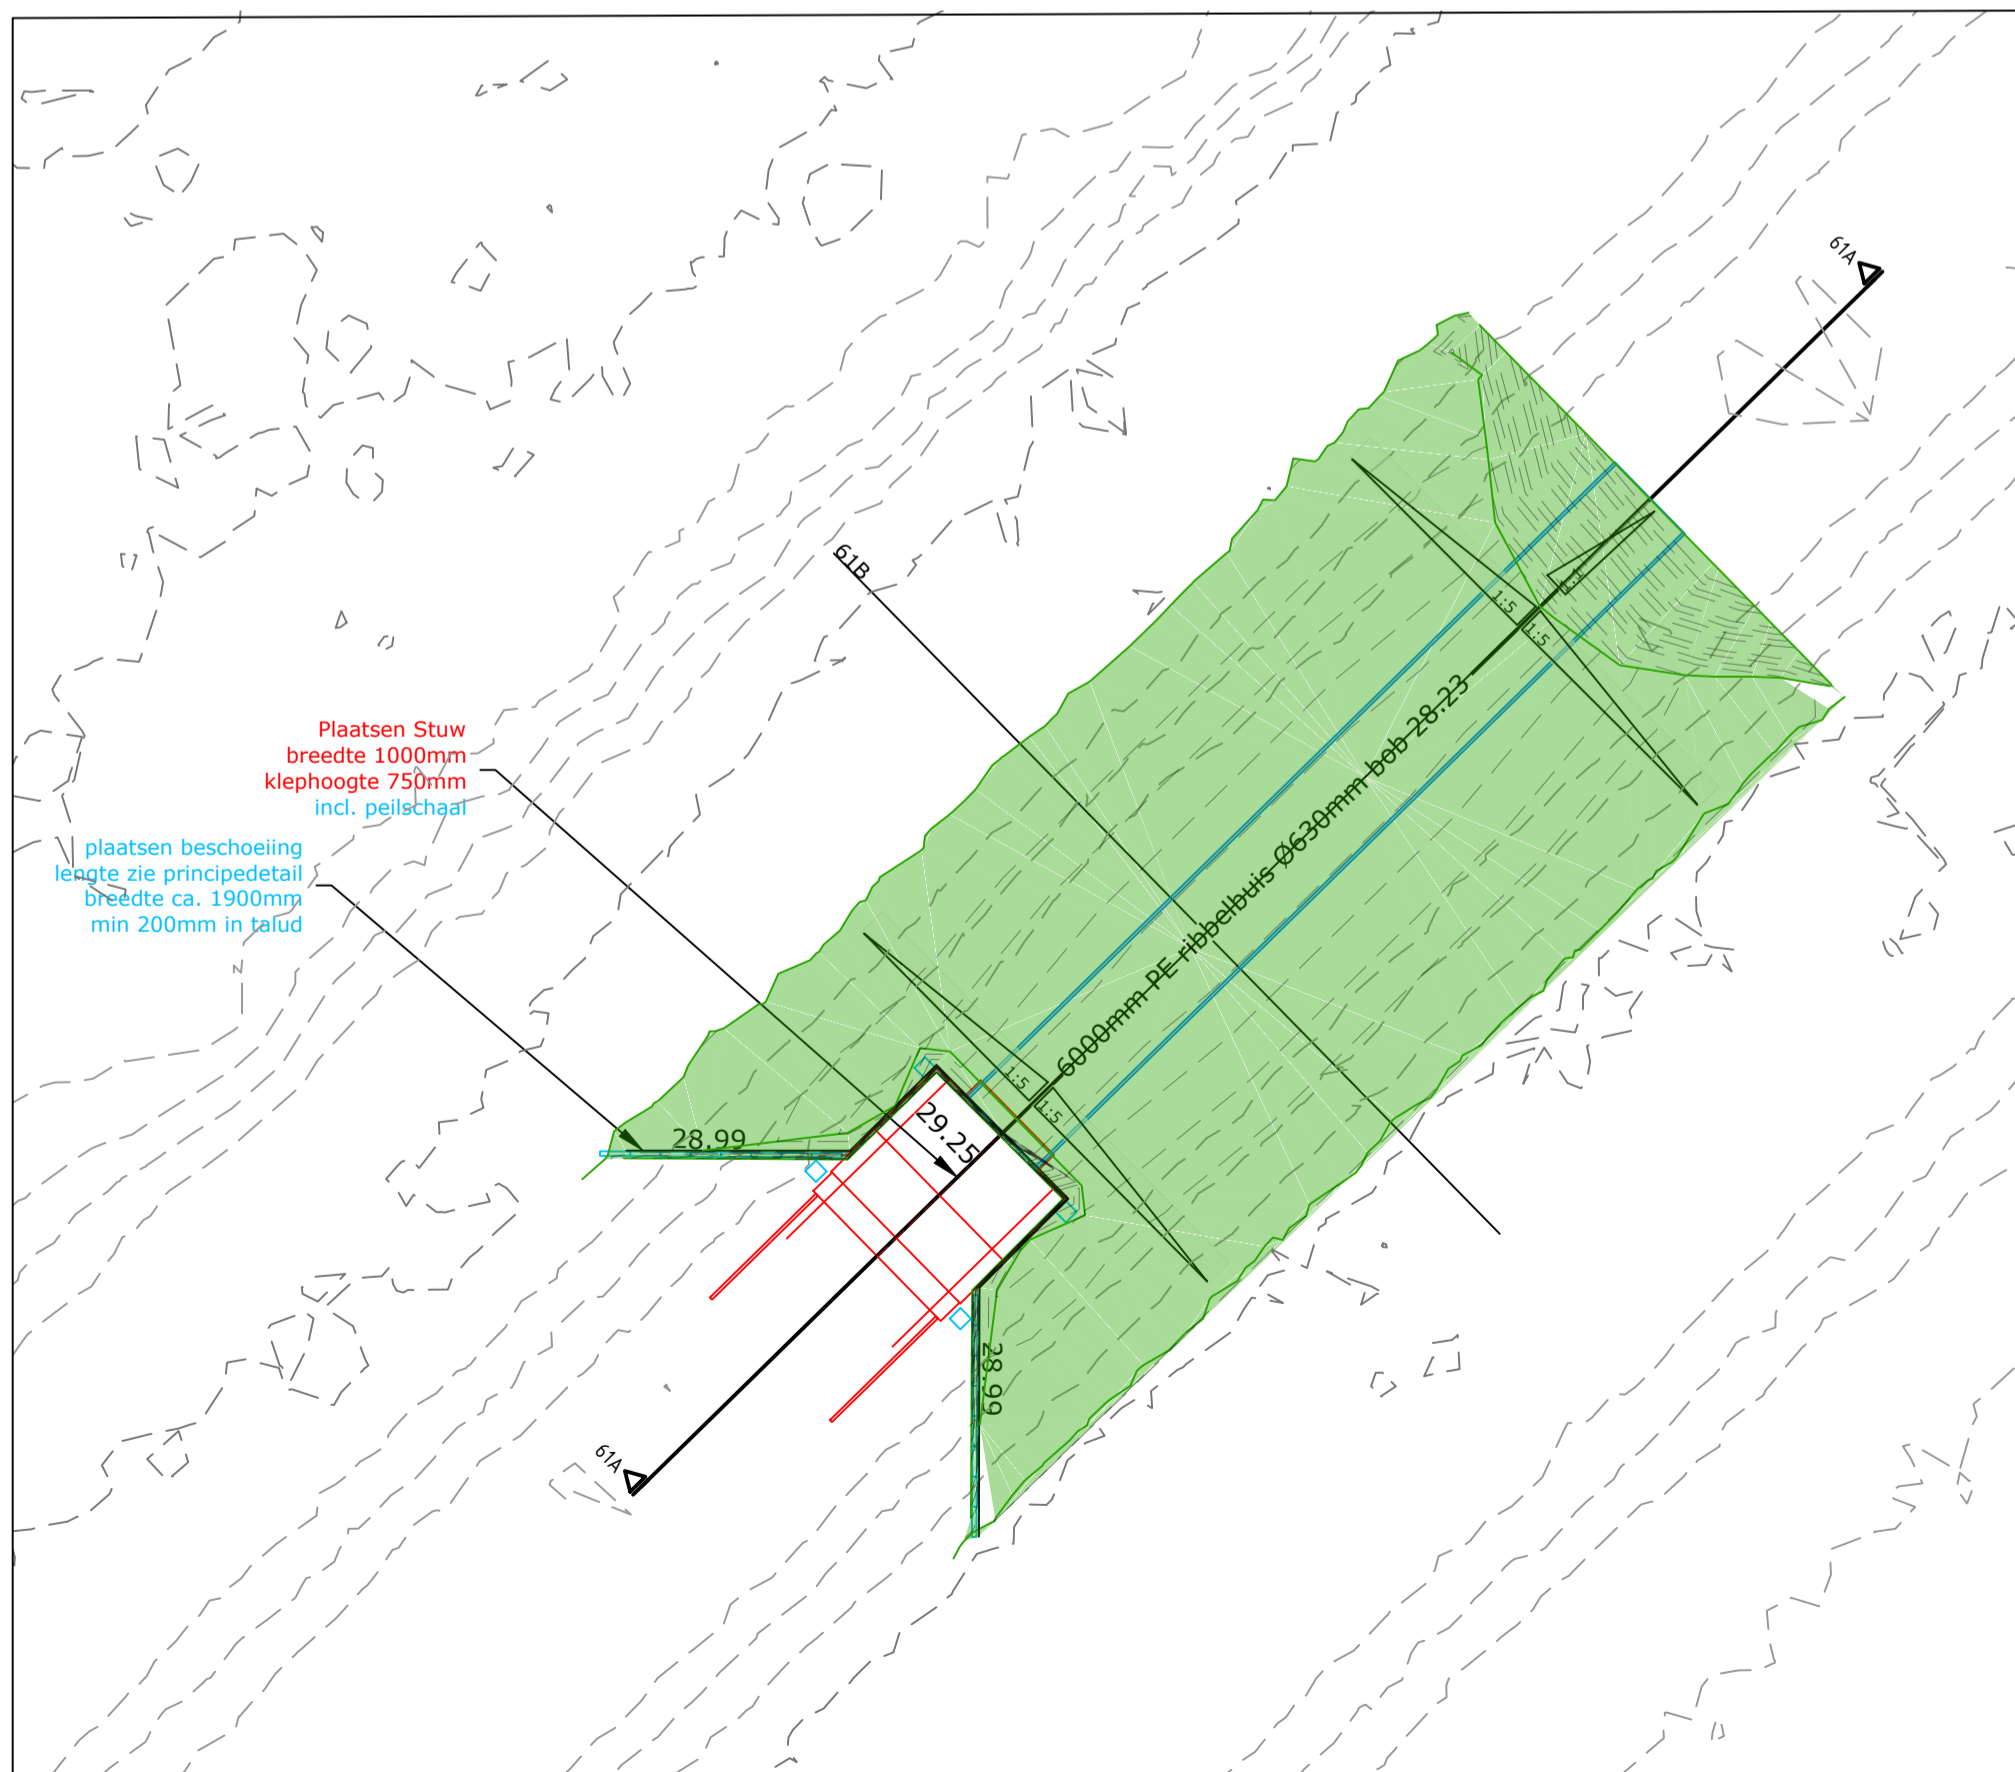 61A
61B
1:1
1:5
1:5
6000mm PE ribbelbuis Ø630mm bob 28.23
Plaatsen Stuw
breedte 1000mm
klephoogte 750mm
incl. peilschaal
plaatsen beschoeiing
lengte zie principedetail
breedte ca. 1900mm
min 200mm in talud
1:5
1:5
28.99
29.25
28.99
61A